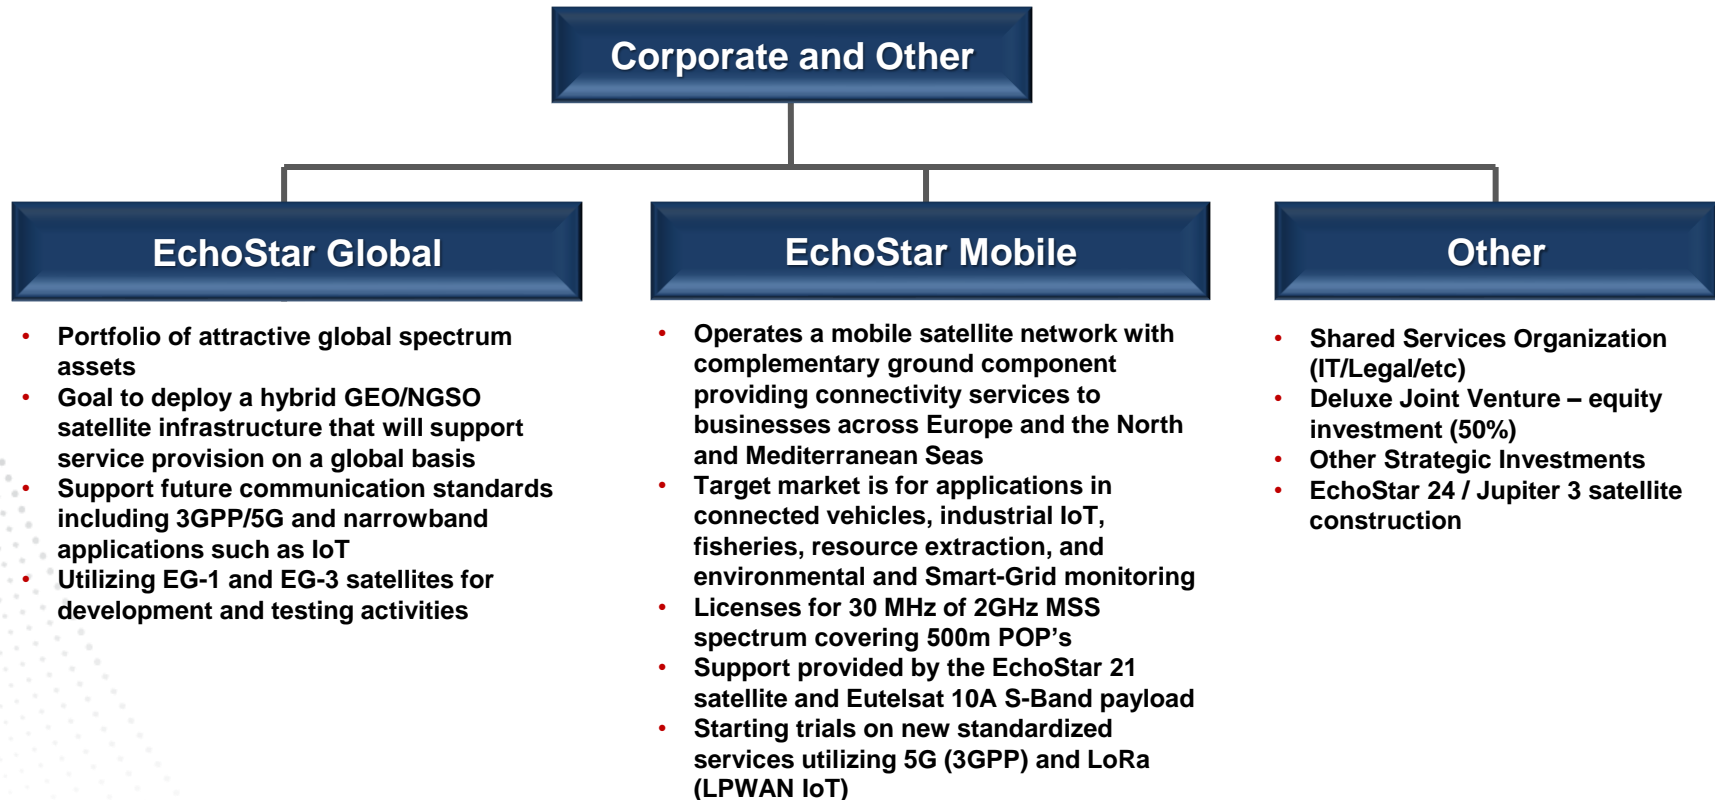 Corporate and Other
EchoStar Global
• Portfolio of attractive global spectrum
assets
• Goal to deploy a hybrid GEO/NGSO
satellite infrastructure that will support
service provision on a global basis
• Support future communication standards
including 3GPP/5G and narrowband
applications such as IoT
• Utilizing EG-1 and EG-3 satellites for
development and testing activities
EchoStar Mobile
• Operates a mobile satellite network with
complementary ground component
providing connectivity services to
businesses across Europe and the North
and Mediterranean Seas
• Target market is for applications in
connected vehicles, industrial IoT,
fisheries, resource extraction, and
environmental and Smart-Grid monitoring
• Licenses for 30 MHz of 2GHz MSS
spectrum covering 500m POP’s
• Support provided by the EchoStar 21
satellite and Eutelsat 10A S-Band payload
• Starting trials on new standardized
services utilizing 5G (3GPP) and LoRa
(LPWAN IoT)
Other
• Shared Services Organization
(IT/Legal/etc)
• Deluxe Joint Venture – equity
investment (50%)
• Other Strategic Investments
• EchoStar 24 / Jupiter 3 satellite
construction